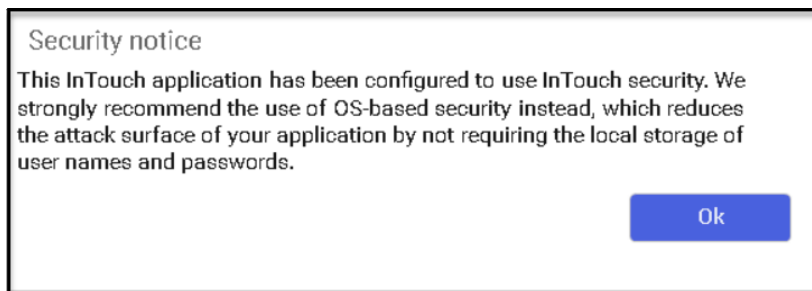 Security notice
This InTouch application has been configured to use InTouch security. We
strongly recommend the use of OS-based security instead, which reduces
the attack surface of your application by not requiring the local storage of
user names and passwords.
Ok